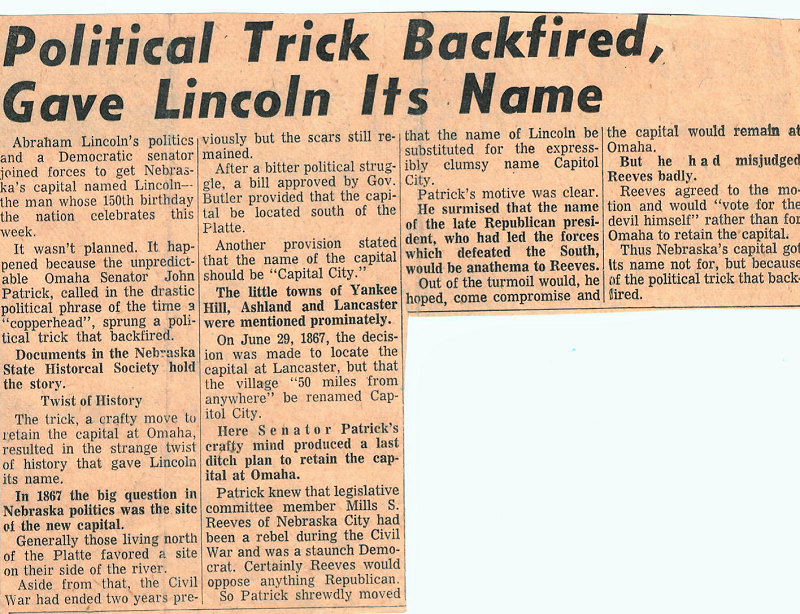 Political Trick Backfired,
Gave Lincoln Its Name
Abraham Lincoln's politics
and a Democratic senator
joined forces to get Nebras-
ka's capital named Lincoln—
the man whose 150th birthday
the nation celebrates this
week.
It wasn't planned. It hap-
pened because the unpredict-
able Omaha Senator John
Patrick, called in the drastic
political phrase of the time a
"copperhead", sprung a poli-
tical trick that backfired.
Documents in the Nebraska
State Historcal Society hold
the story.
Twist of History
The trick, a crafty move to
retain the capital at Omaha,
resulted in the strange twist
of history that gave Lincoln
its name.
In 1867 the big question in
Nebraska politics was the site
of the new capital.
Generally those living north
of the Platte favored a site
on their side of the river.
Aside from that, the Civil
War had ended two years pre-
viously but the scars still re-
mained.
After a bitter political strug-
gle, a bill approved by Gov.
Butler provided that the capi-
tal be located south of the
Platte.
Another provision stated
that the name of the capital
should be "Capital City."
The little towns of Yankee
Hill, Ashland and Lancaster
were mentioned prominately.
On June 29, 1867, the decis-
ion was made to locate the
capital at Lancaster, but that
the village "50 miles from
anywhere" be renamed Cap-
itol City.
Here Senator Patrick's
crafty mind produced a last
ditch plan to retain the cap-
ital at Omaha.
Patrick knew that legislative
committee member Mills S.
Reeves of Nebraska City had
been a rebel during the Civil
War and was a staunch Demo-
crat. Certainly Reeves would
oppose anything Republican.
So Patrick shrewdly moved
that the name of Lincoln be
substituted for the express-
ibly clumsy name Capitol
City.
Patrick's motive was clear.
He surmised that the name
of the late Republican presi-
dent, who had led the forces
which defeated the South,
would be anathema to Reeves.
Out of the turmoil would, he
hoped, come compromise and
the capital would remain at
Omaha.
But he had misjudged
Reeves badly.
Reeves agreed to the mo-
tion and would "vote for the
devil himself" rather than for
Omaha to retain the capital.
Thus Nebraska's capital got
its name not for, but because
of the political trick that back-
fired.